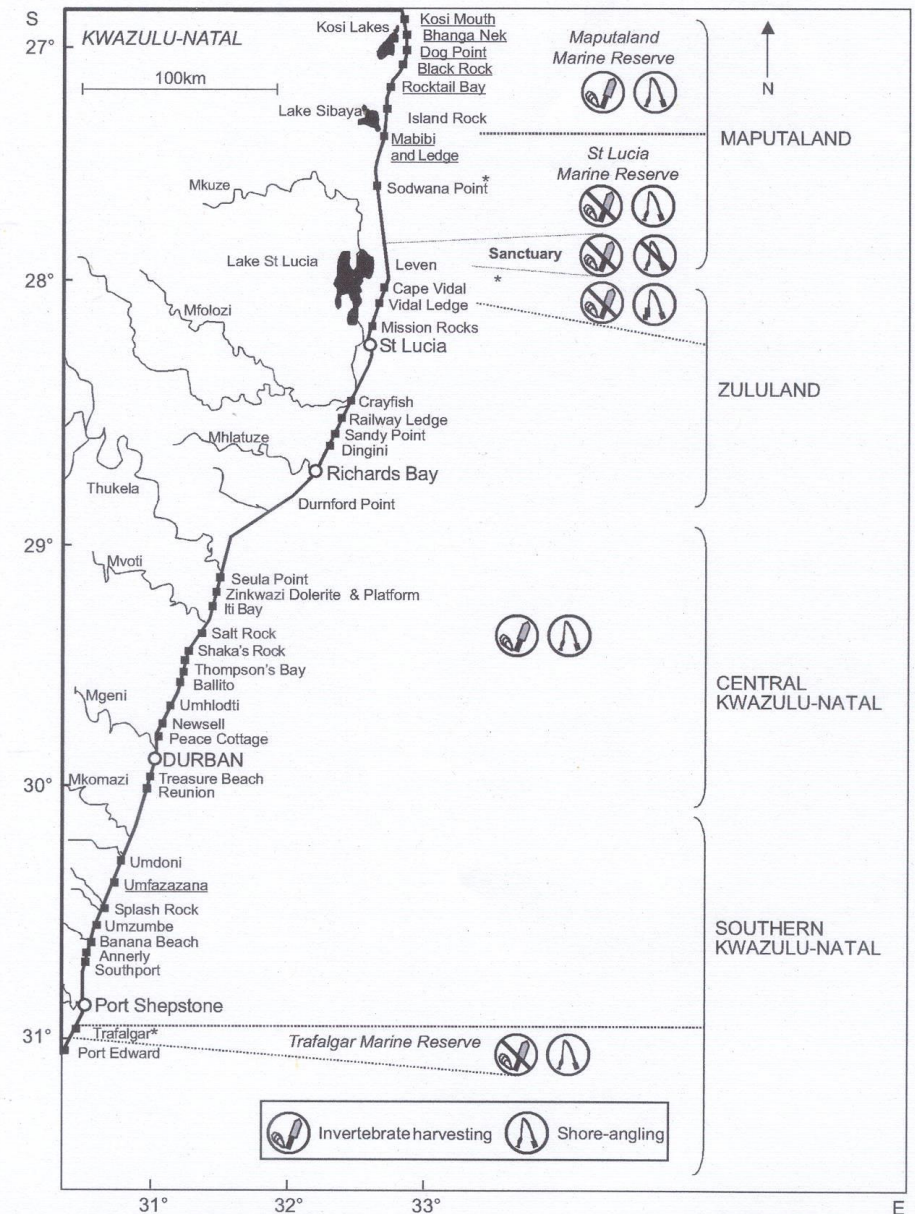 S
27°
28°
29°
30°
31°
KWAZULU-NATAL
100km
Kosi Lakes
Kosi Mouth
Bhanga Nek
Dog Point
Black Rock
Rocktail Bay
Lake Sibaya
Island Rock
Mabibi
and Ledge
Mkuze
Sodwana Point*
Lake St Lucia
Leven
*
Cape Vidal
Vidal Ledge
Mfolozi
Mission Rocks
St Lucia
Crayfish
Railway Ledge
Sandy Point
Dingini
Mhlatuze
Richards Bay
Thukela
Durnford Point
Mvoti
Seula Point
Zinkwazi Dolerite & Platform
Iti Bay
Salt Rock
Shaka's Rock
Thompson's Bay
Ballito
Mgeni
Umhlodti
Newsell
Peace Cottage
DURBAN
Mkomazi
Treasure Beach
Reunion
Umdoni
Umfazazana
Splash Rock
Umzumbe
Banana Beach
Annerly
Southport
Port Shepstone
Trafalgar*
Port Edward
Maputaland
Marine Reserve
St Lucia
Marine Reserve
Sanctuary
Trafalgar Marine Reserve
N
MAPUTALAND
ZULULAND
CENTRAL
KWAZULU-NATAL
SOUTHERN
KWAZULU-NATAL
Invertebrate harvesting
Shore-angling
31°
32°
33°
E